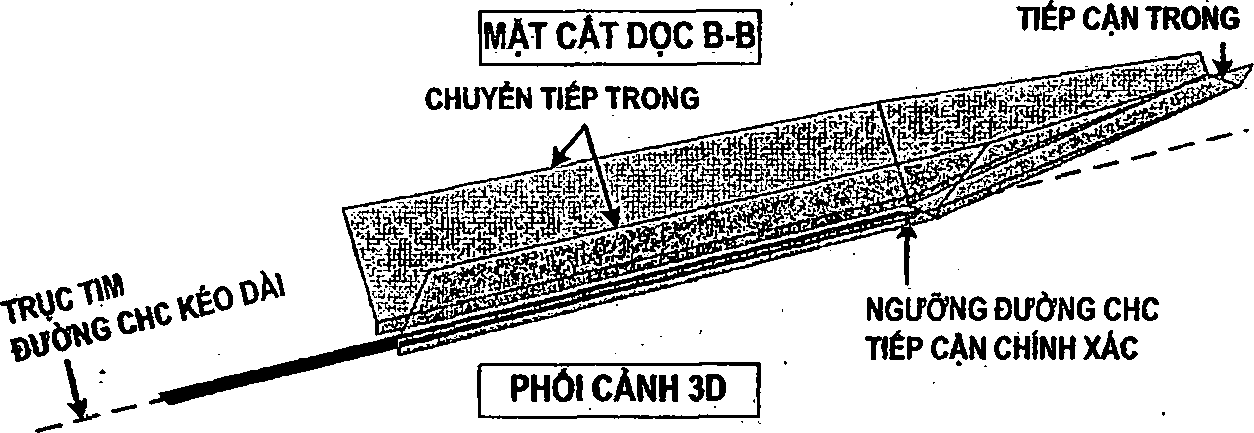 MẶT CẮT DỌC B-B
TIẾP CẬN TRONG
CHUYỂN TIẾP TRONG
TRỤC TIM
ĐƯỜNG CHC KÉO DÀI
NGƯỠNG ĐƯỜNG CHC
TIẾP CẬN CHÍNH XÁC
PHỐI CẢNH 3D